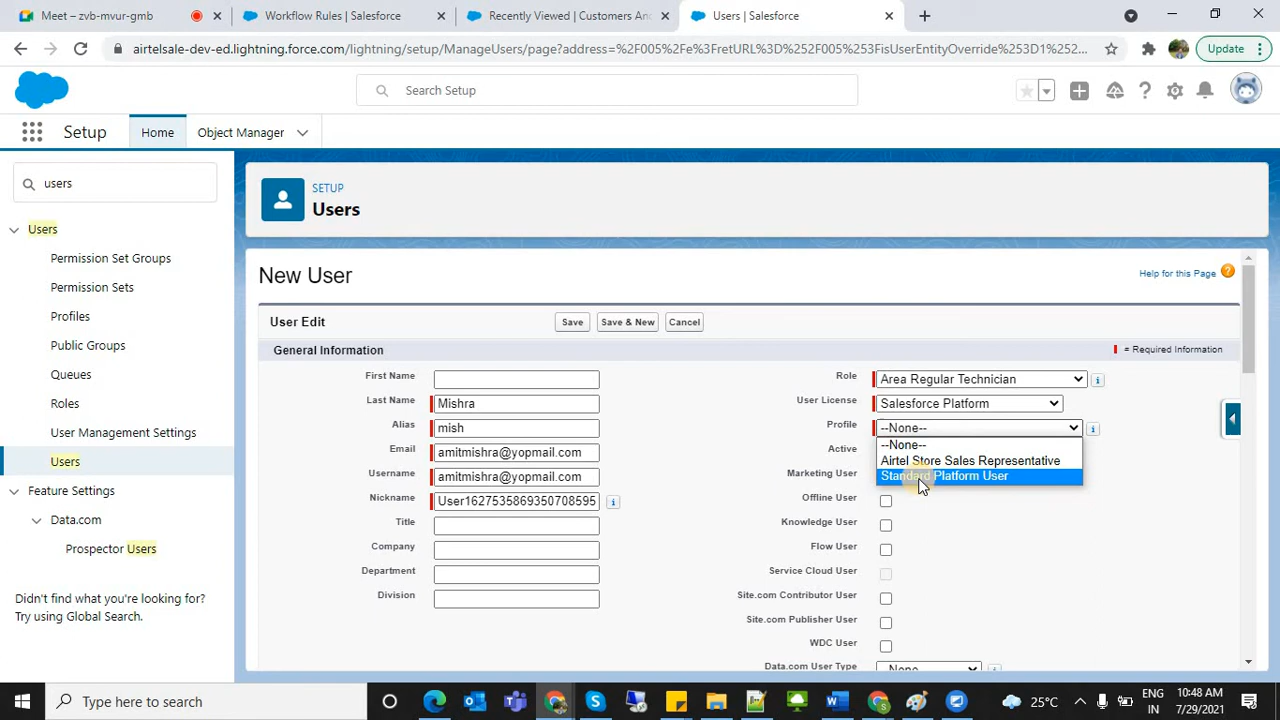 Meet – zvb-mvur-gmb
Workflow Rules | Salesforce
Recently Viewed | Customers And
Users | Salesforce
airtelsale-dev-ed.lightning.force.com/lightning/setup/ManageUsers/page?address=%2F005%2Fe%3FretURL%3D%252F005%253FisUserEntityOverride%253D1%252...
Update
Search Setup
Setup
Home
Object Manager
users
Users
Permission Set Groups
Permission Sets
Profiles
Public Groups
Queues
Roles
User Management Settings
Users
Feature Settings
Data.com
Prospector Users
Didn't find what you're looking for?
Try using Global Search.
SETUP
Users
New User
Help for this Page
User Edit
Save
Save & New
Cancel
General Information
= Required Information
First Name
Last Name Mishra
Alias mish
Email amitmishra@yopmail.com
Username amitmishra@yopmail.com
Nickname User1627535869350708595
Title
Company
Department
Division
Role Area Regular Technician
User License Salesforce Platform
Profile --None--
--None--
Airtel Store Sales Representative
Standard Platform User
Active
Marketing User
Offline User
Knowledge User
Flow User
Service Cloud User
Site.com Contributor User
Site.com Publisher User
WDC User
Data.com User Type --None--
Type here to search
25°C
ENG
IN
10:48 AM
7/29/2021